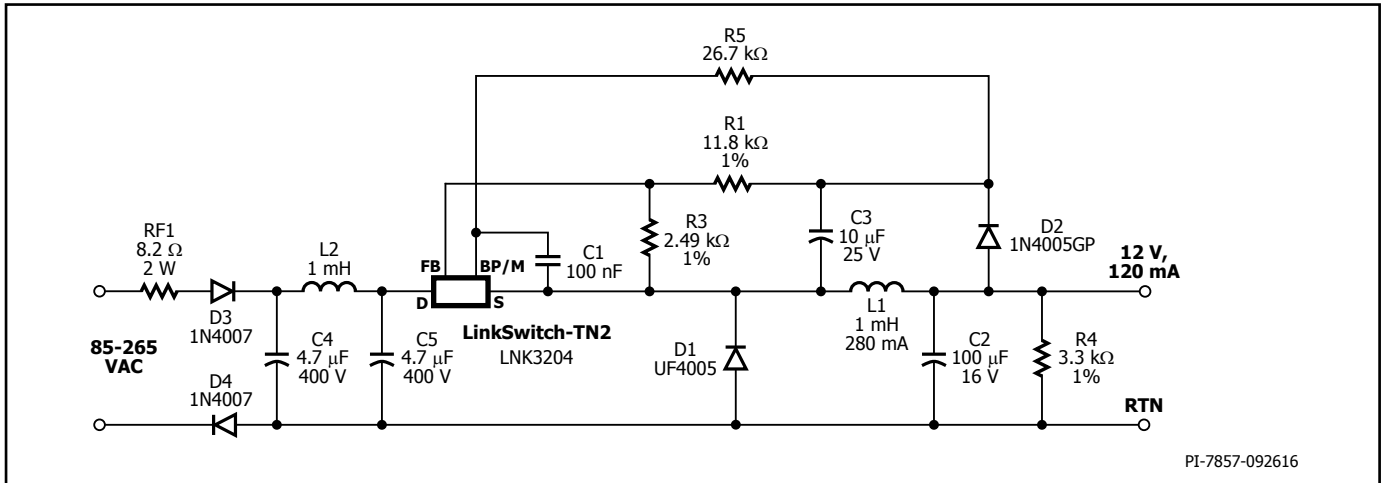 R5
26.7 kΩ
R1
11.8 kΩ
1%
RF1
8.2 Ω
2 W
D3
1N4007
L2
1 mH
C4
4.7 μF
400 V
C5
4.7 μF
400 V
85-265
VAC
D4
1N4007
FB
BP/M
D
S
C1
100 nF
LinkSwitch-TN2
LNK3204
R3
2.49 kΩ
1%
C3
10 μF
25 V
D2
1N4005GP
D1
UF4005
L1
1 mH
280 mA
C2
100 μF
16 V
R4
3.3 kΩ
1%
12 V,
120 mA
RTN
PI-7857-092616